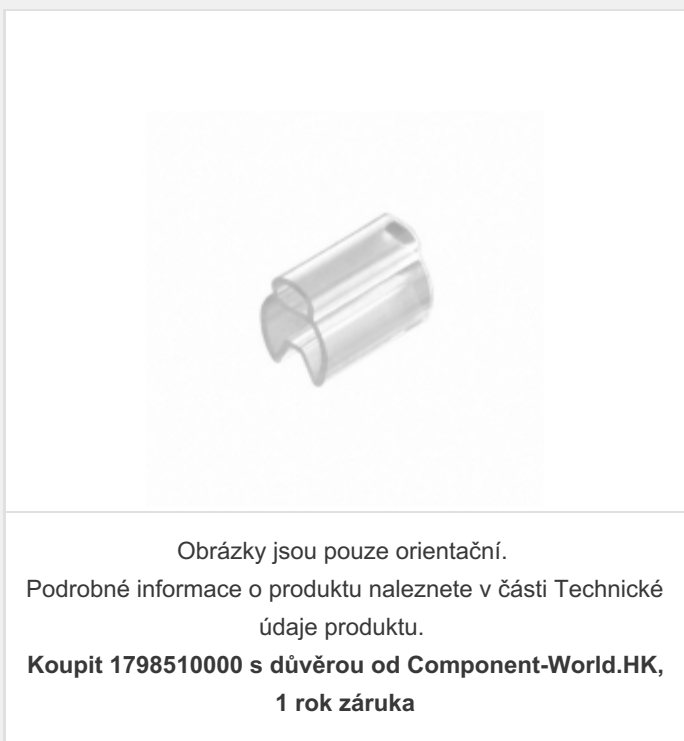 Obrázky jsou pouze orientační.
Podrobné informace o produktu naleznete v části Technické
údaje produktu.
Koupit 1798510000 s důvěrou od Component-World.HK,
1 rok záruka